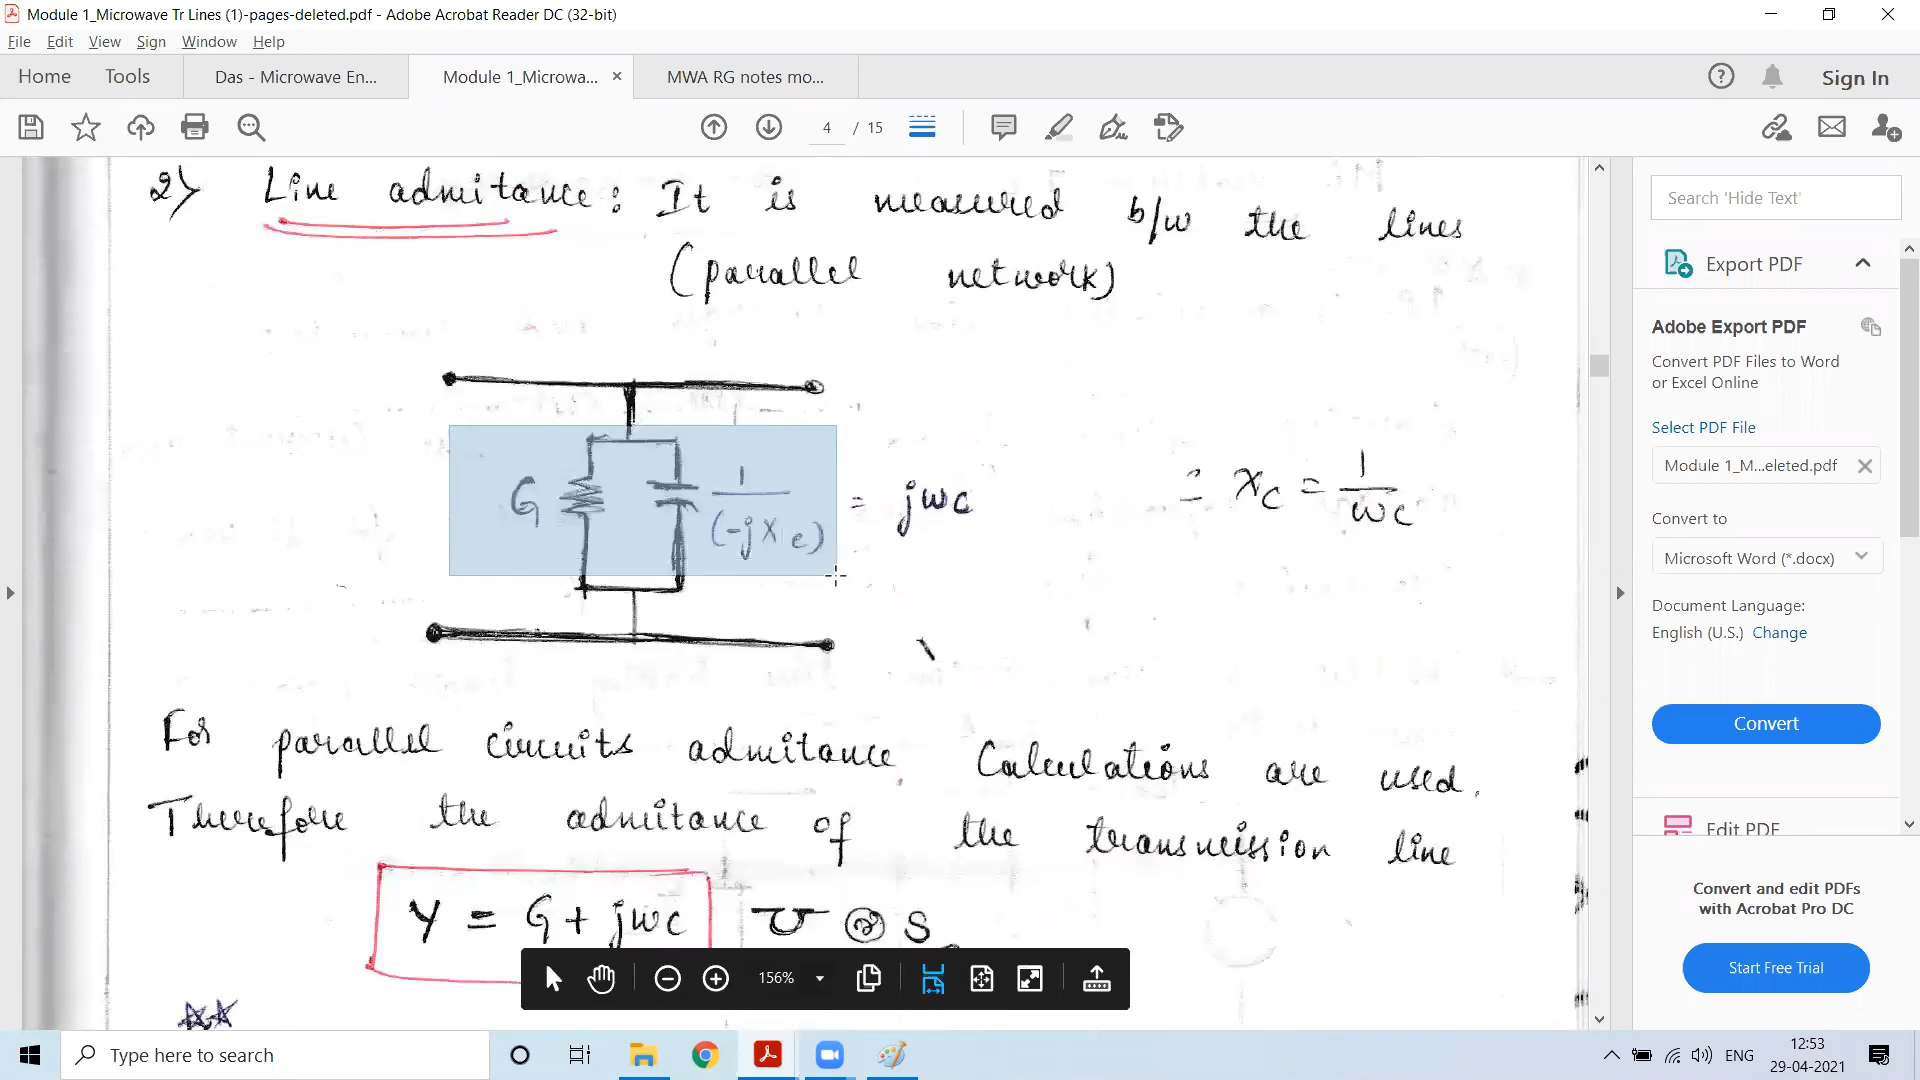 Module 1_Microwave Tr Lines (1)-pages-deleted.pdf - Adobe Acrobat Reader DC (32-bit)
File Edit View Sign Window Help
Home Tools Das - Microwave En... Module 1_Microwa... × MWA RG notes mo... Sign In
4 / 15
2) Line admitance: It is measured b/w the lines
(parallel network)
G 1/(-jXc) = jwc ∵ Xc = 1/wc
For parallel circuits admitance Calculations are used.
Therefore the admitance of the transmission line
Y = G + jwc ℧ or S
Search 'Hide Text'
Export PDF
Adobe Export PDF
Convert PDF Files to Word
or Excel Online
Select PDF File
Module 1_M...eleted.pdf
Convert to
Microsoft Word (*.docx)
Document Language:
English (U.S.) Change
Convert
Edit PDF
Convert and edit PDFs
with Acrobat Pro DC
Start Free Trial
156%
Type here to search
ENG
12:53
29-04-2021